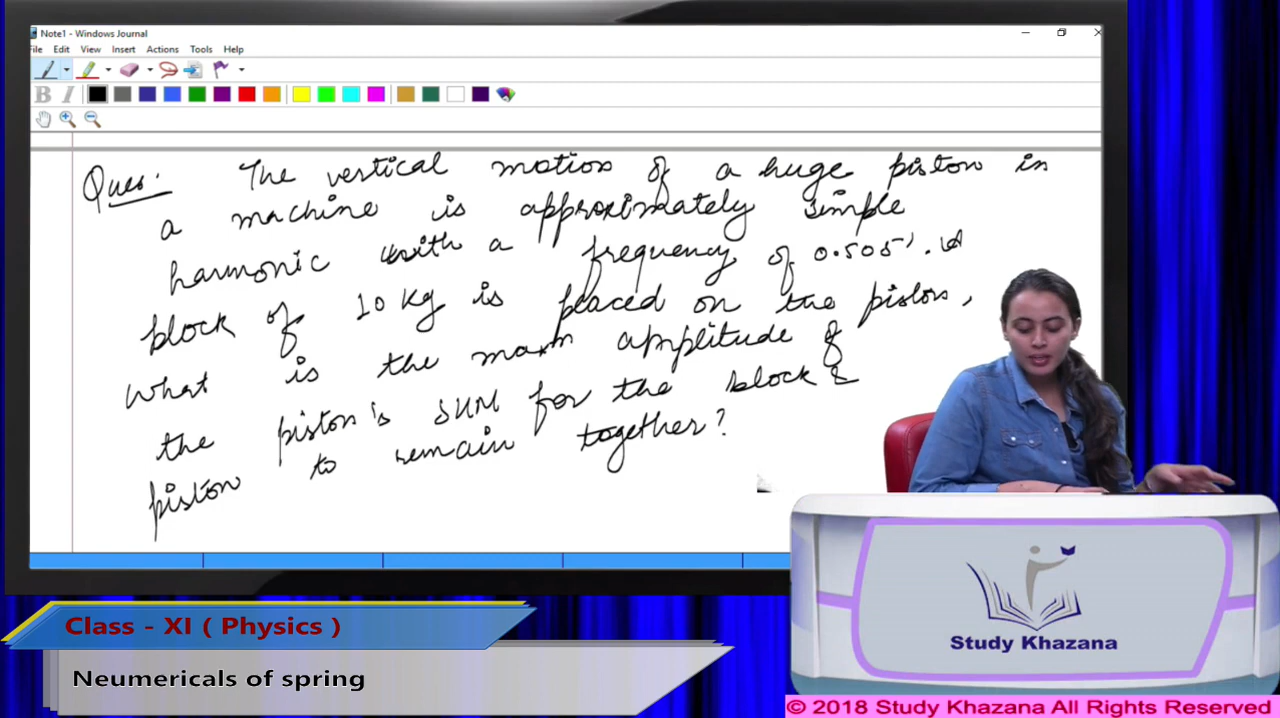 Note1 - Windows Journal
File Edit View Insert Actions Tools Help
B I
Ques:- The vertical motion of a huge piston in
a machine is approximately simple
harmonic with a frequency of 0.50s⁻¹. A
block of 10 Kg is placed on the piston,
What is the maxm amplitude of
the piston's SHM for the block &
piston to remain together?
Study Khazana
Class - XI ( Physics )
Neumericals of spring
© 2018 Study Khazana All Rights Reserved